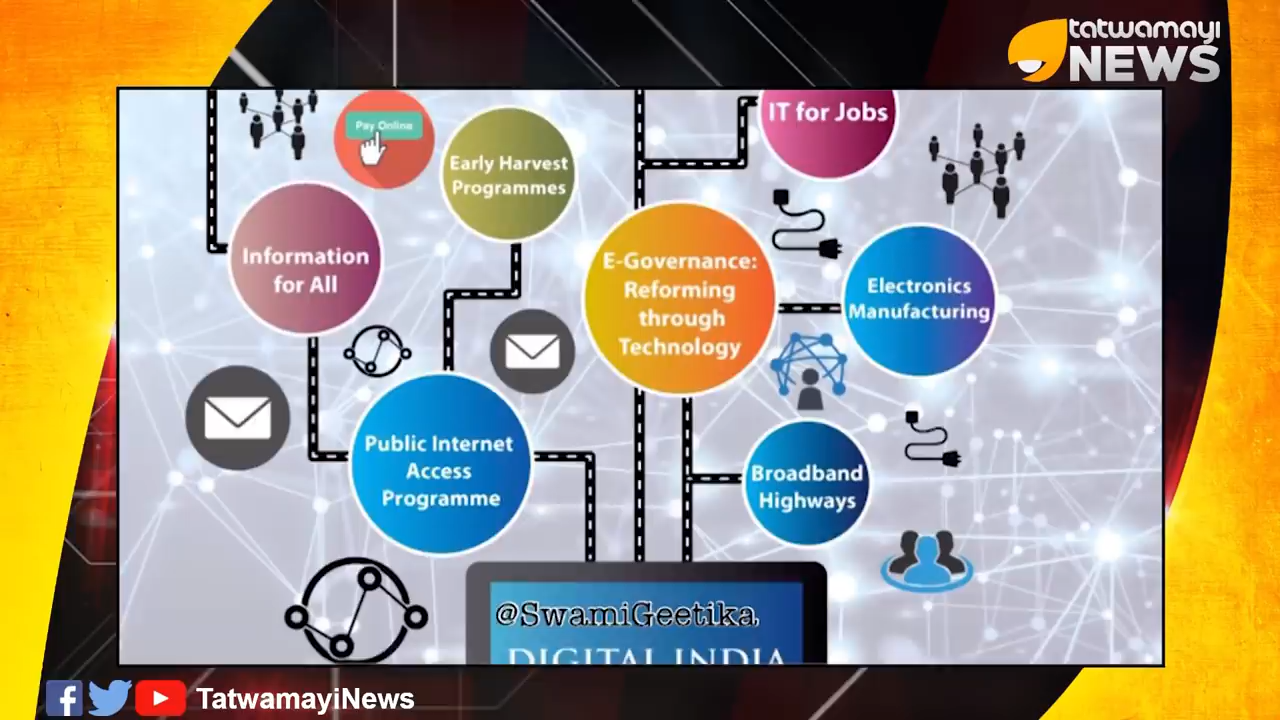 tatwamayi
NEWS
Pay Online
Early Harvest
Programmes
IT for Jobs
Information
for All
E-Governance:
Reforming
through
Technology
Electronics
Manufacturing
Public Internet
Access
Programme
Broadband
Highways
@SwamiGeetika
DIGITAL INDIA
TatwamayiNews